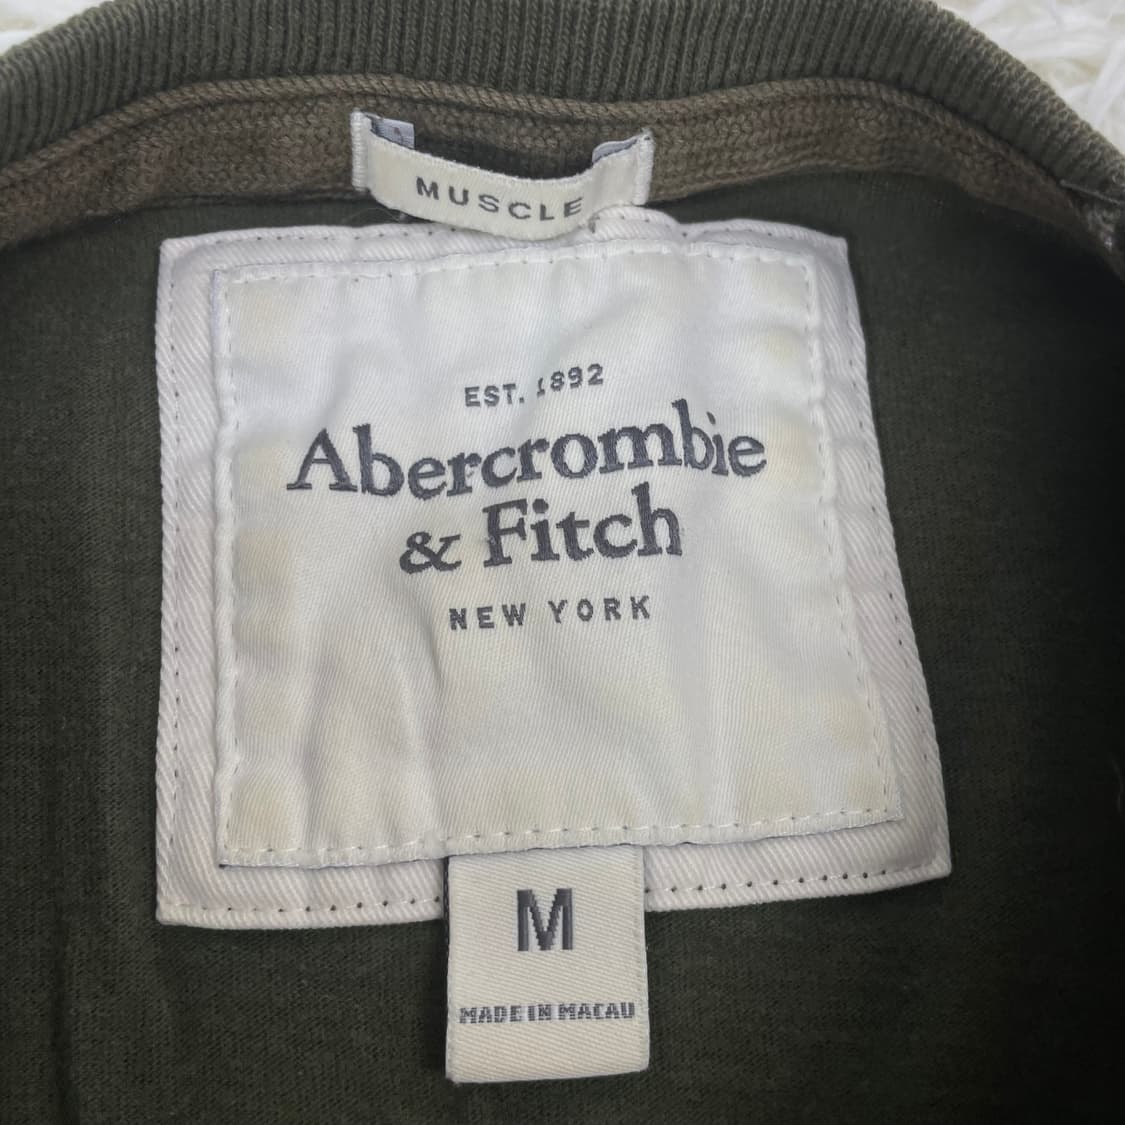 MUSCLE
EST. 1892
Abercrombie
& Fitch
NEW YORK
M
MADE IN MACAU